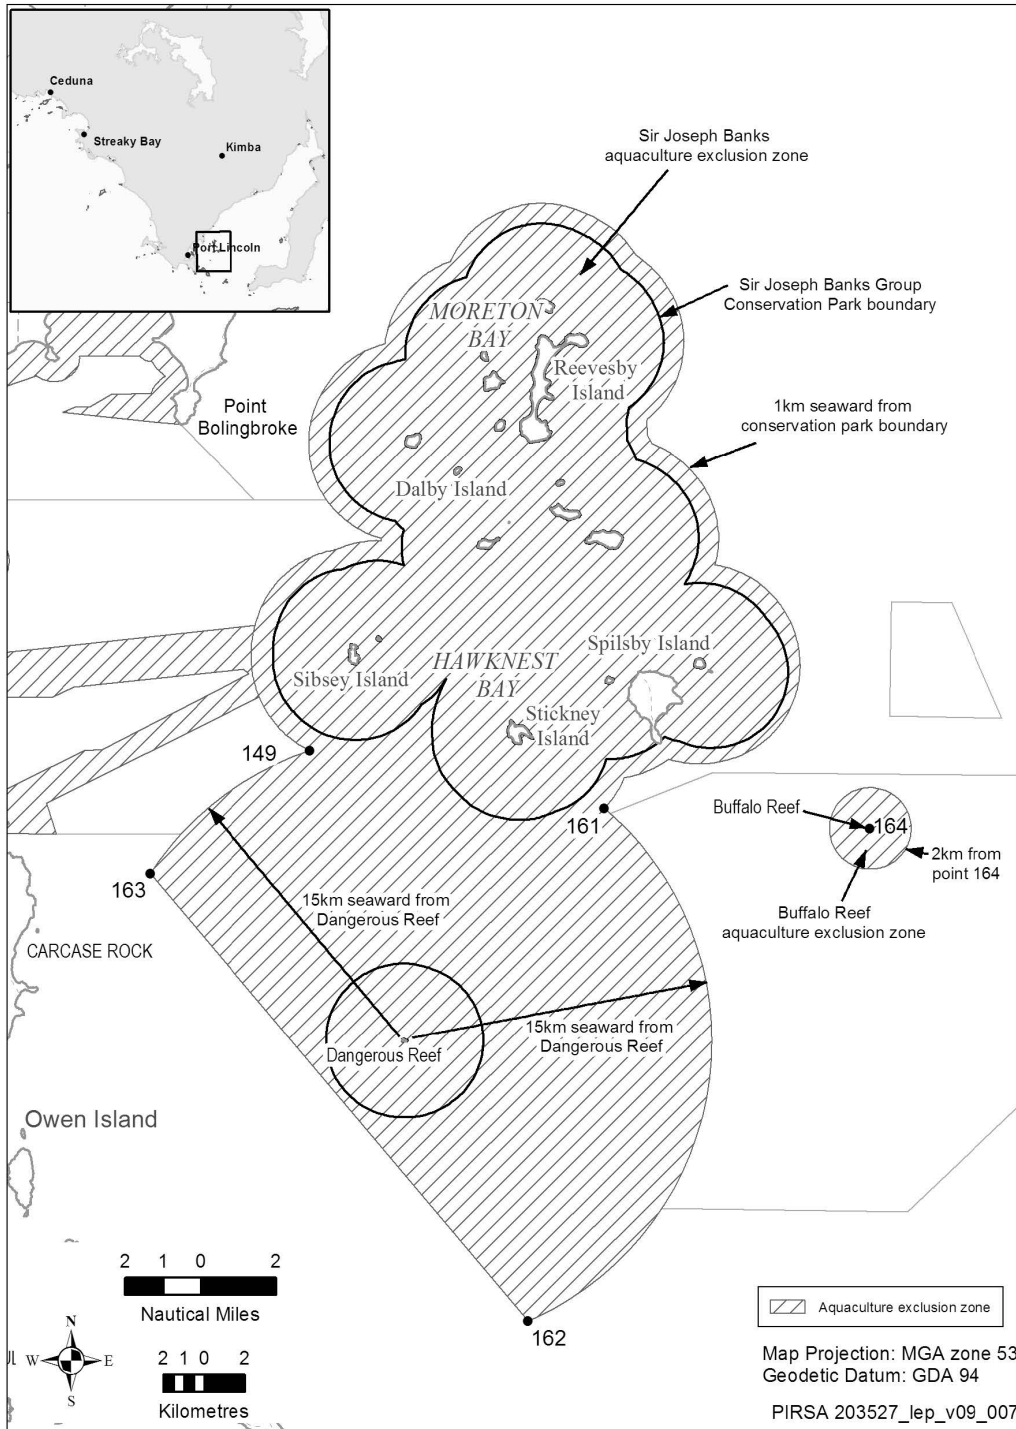 Ceduna
Streaky Bay
Kimba
Port Lincoln
Sir Joseph Banks
aquaculture exclusion zone
Sir Joseph Banks Group
Conservation Park boundary
MORETON
BAY
Reevesby
Island
Point
Bolingbroke
1km seaward from
conservation park boundary
Dalby Island
Spilsby Island
HAWKNEST
BAY
Sibsey Island
Stickney
Island
149
161
Buffalo Reef
164
2km from
point 164
163
15km seaward from
Dangerous Reef
Buffalo Reef
aquaculture exclusion zone
CARCASE ROCK
15km seaward from
Dangerous Reef
Dangerous Reef
Owen Island
2 1 0 2
Nautical Miles
162
Aquaculture exclusion zone
N
W E
S
2 1 0 2
Kilometres
Map Projection: MGA zone 53
Geodetic Datum: GDA 94
PIRSA 203527_lep_v09_007